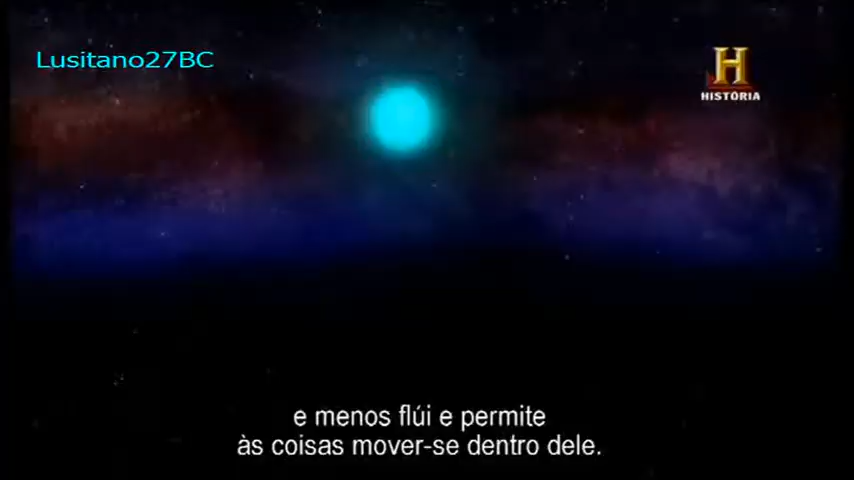 Lusitano27BC
H
HISTÓRIA
e menos flúi e permite
às coisas mover-se dentro dele.